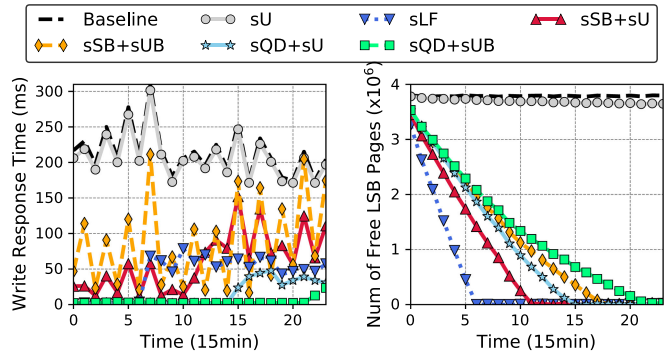 Baseline sU sLF sSB+sU
sSB+sUB sQD+sU sQD+sUB
Write Response Time (ms)
300
250
200
150
100
50
0
0 5 10 15 20
Time (15min)
Num of Free LSB Pages (x10⁶)
4
3
2
1
0
0 5 10 15 20
Time (15min)